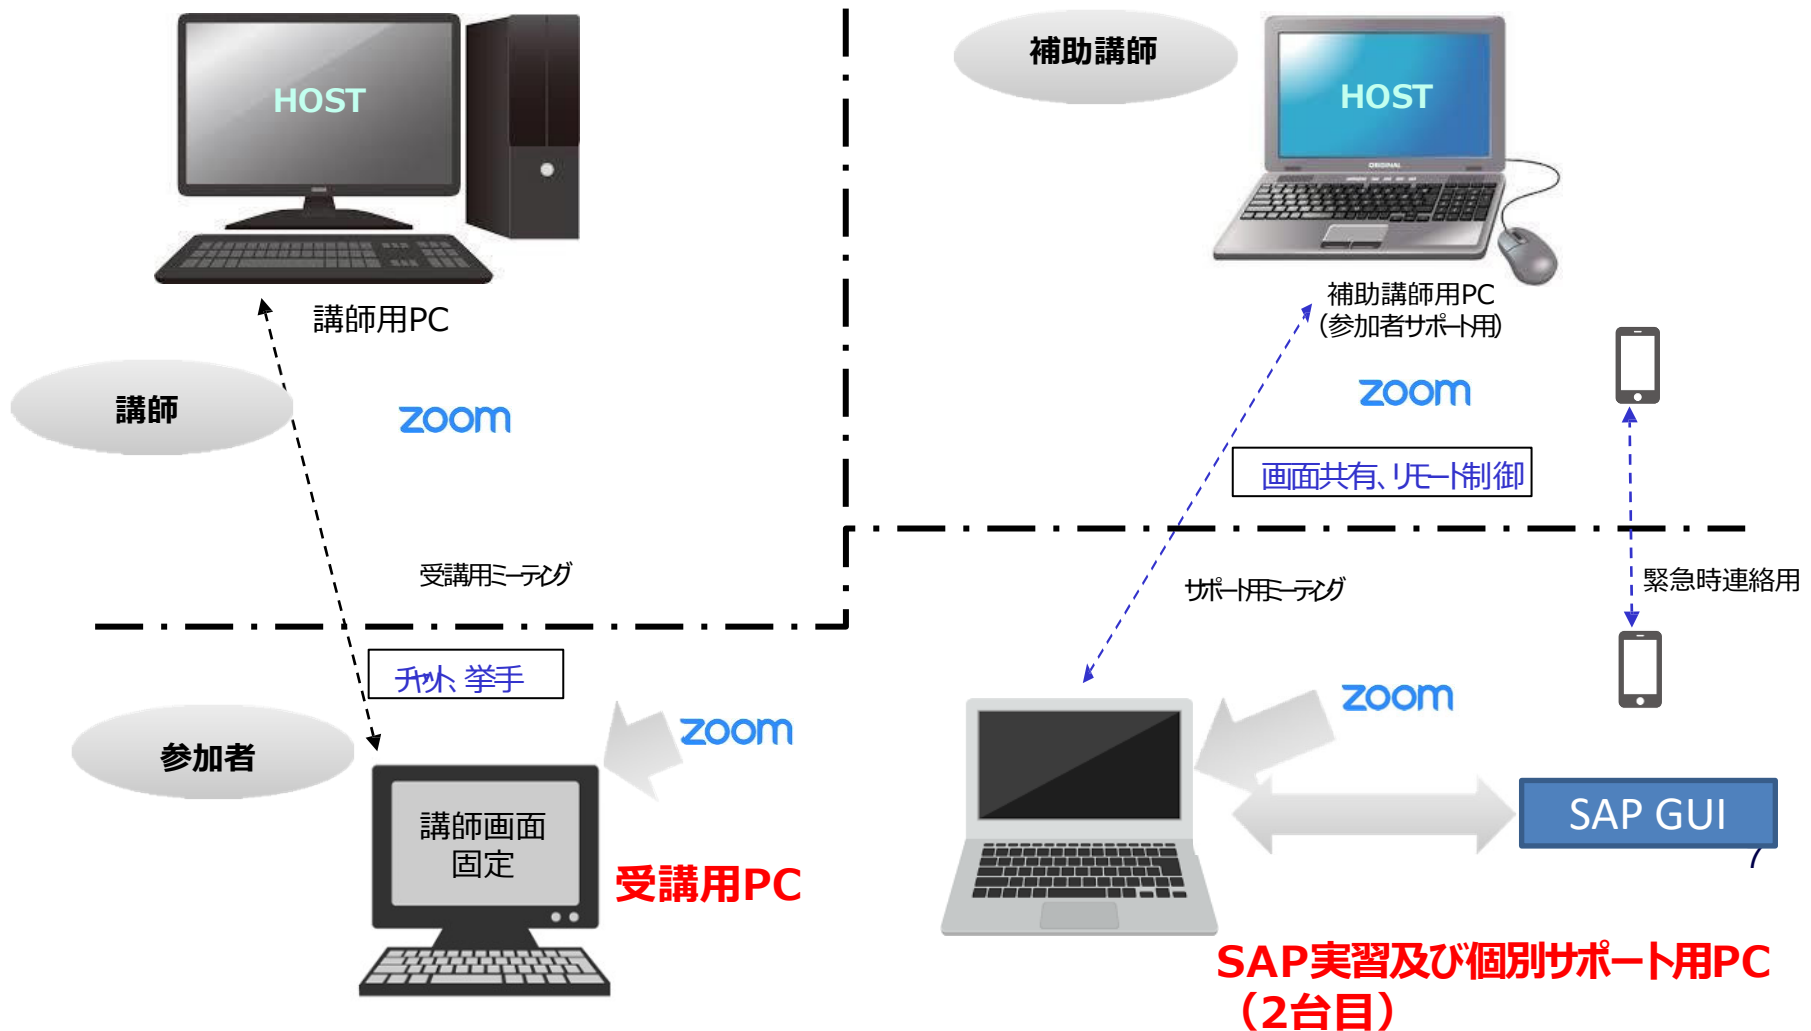 HOST
講師用PC
講師
zoom
受講用ミーティング
チャット、挙手
参加者
zoom
講師画面
固定
受講用PC
補助講師
HOST
ORIGINAL
補助講師用PC
（参加者サポート用）
zoom
画面共有、リモート制御
サポート用ミーティング
緊急時連絡用
zoom
SAP GUI
7
SAP実習及び個別サポート用PC
（2台目）